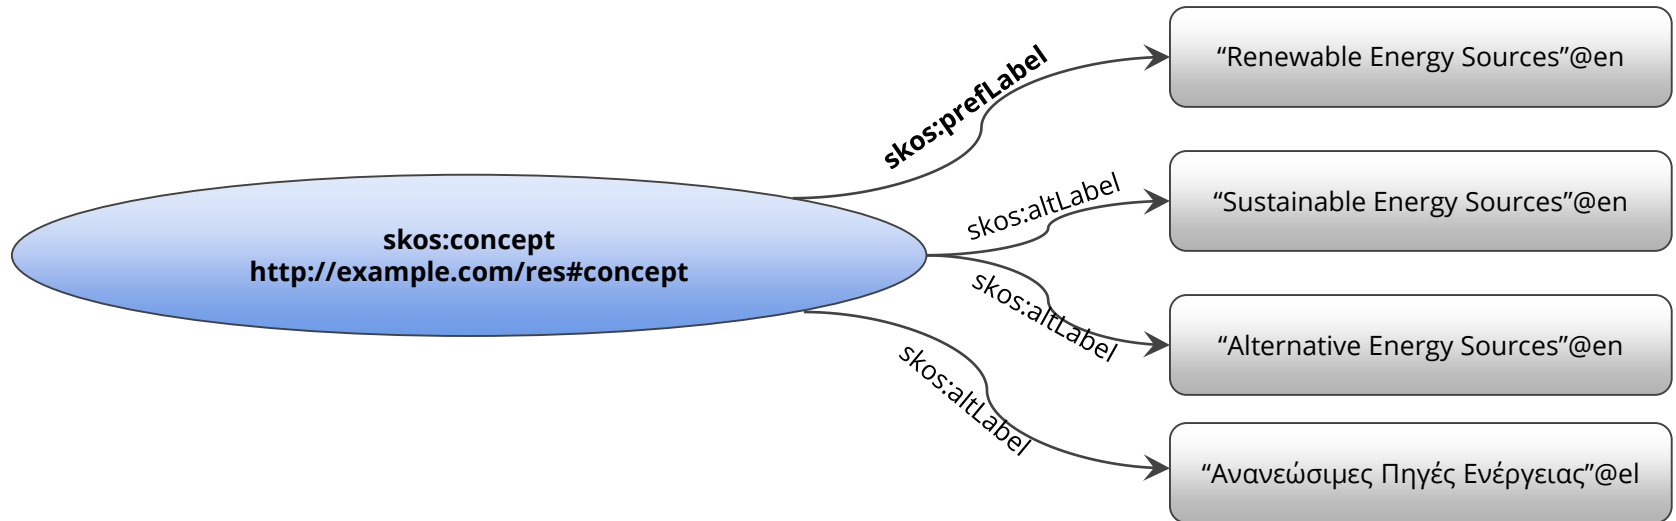 skos:concept
http://example.com/res#concept
skos:prefLabel
“Renewable Energy Sources”@en
skos:altLabel
“Sustainable Energy Sources”@en
skos:altLabel
“Alternative Energy Sources”@en
skos:altLabel
“Ανανεώσιμες Πηγές Ενέργειας”@el